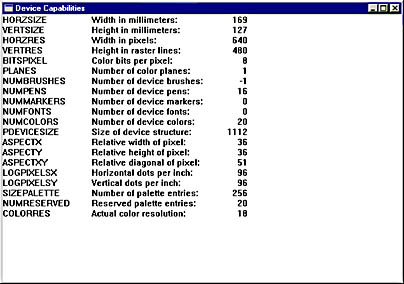 Device Capabilities
HORZSIZE Width in millimeters: 169
VERTSIZE Height in millimeters: 127
HORZRES Width in pixels: 640
VERTRES Height in raster lines: 480
BITSPIXEL Color bits per pixel: 8
PLANES Number of color planes: 1
NUMBRUSHES Number of device brushes: -1
NUMPENS Number of device pens: 16
NUMMARKERS Number of device markers: 0
NUMFONTS Number of device fonts: 0
NUMCOLORS Number of device colors: 20
PDEVICESIZE Size of device structure: 1112
ASPECTX Relative width of pixel: 36
ASPECTY Relative height of pixel: 36
ASPECTXY Relative diagonal of pixel: 51
LOGPIXELSX Horizontal dots per inch: 96
LOGPIXELSY Vertical dots per inch: 96
SIZEPALETTE Number of palette entries: 256
NUMRESERVED Reserved palette entries: 20
COLORRES Actual color resolution: 18